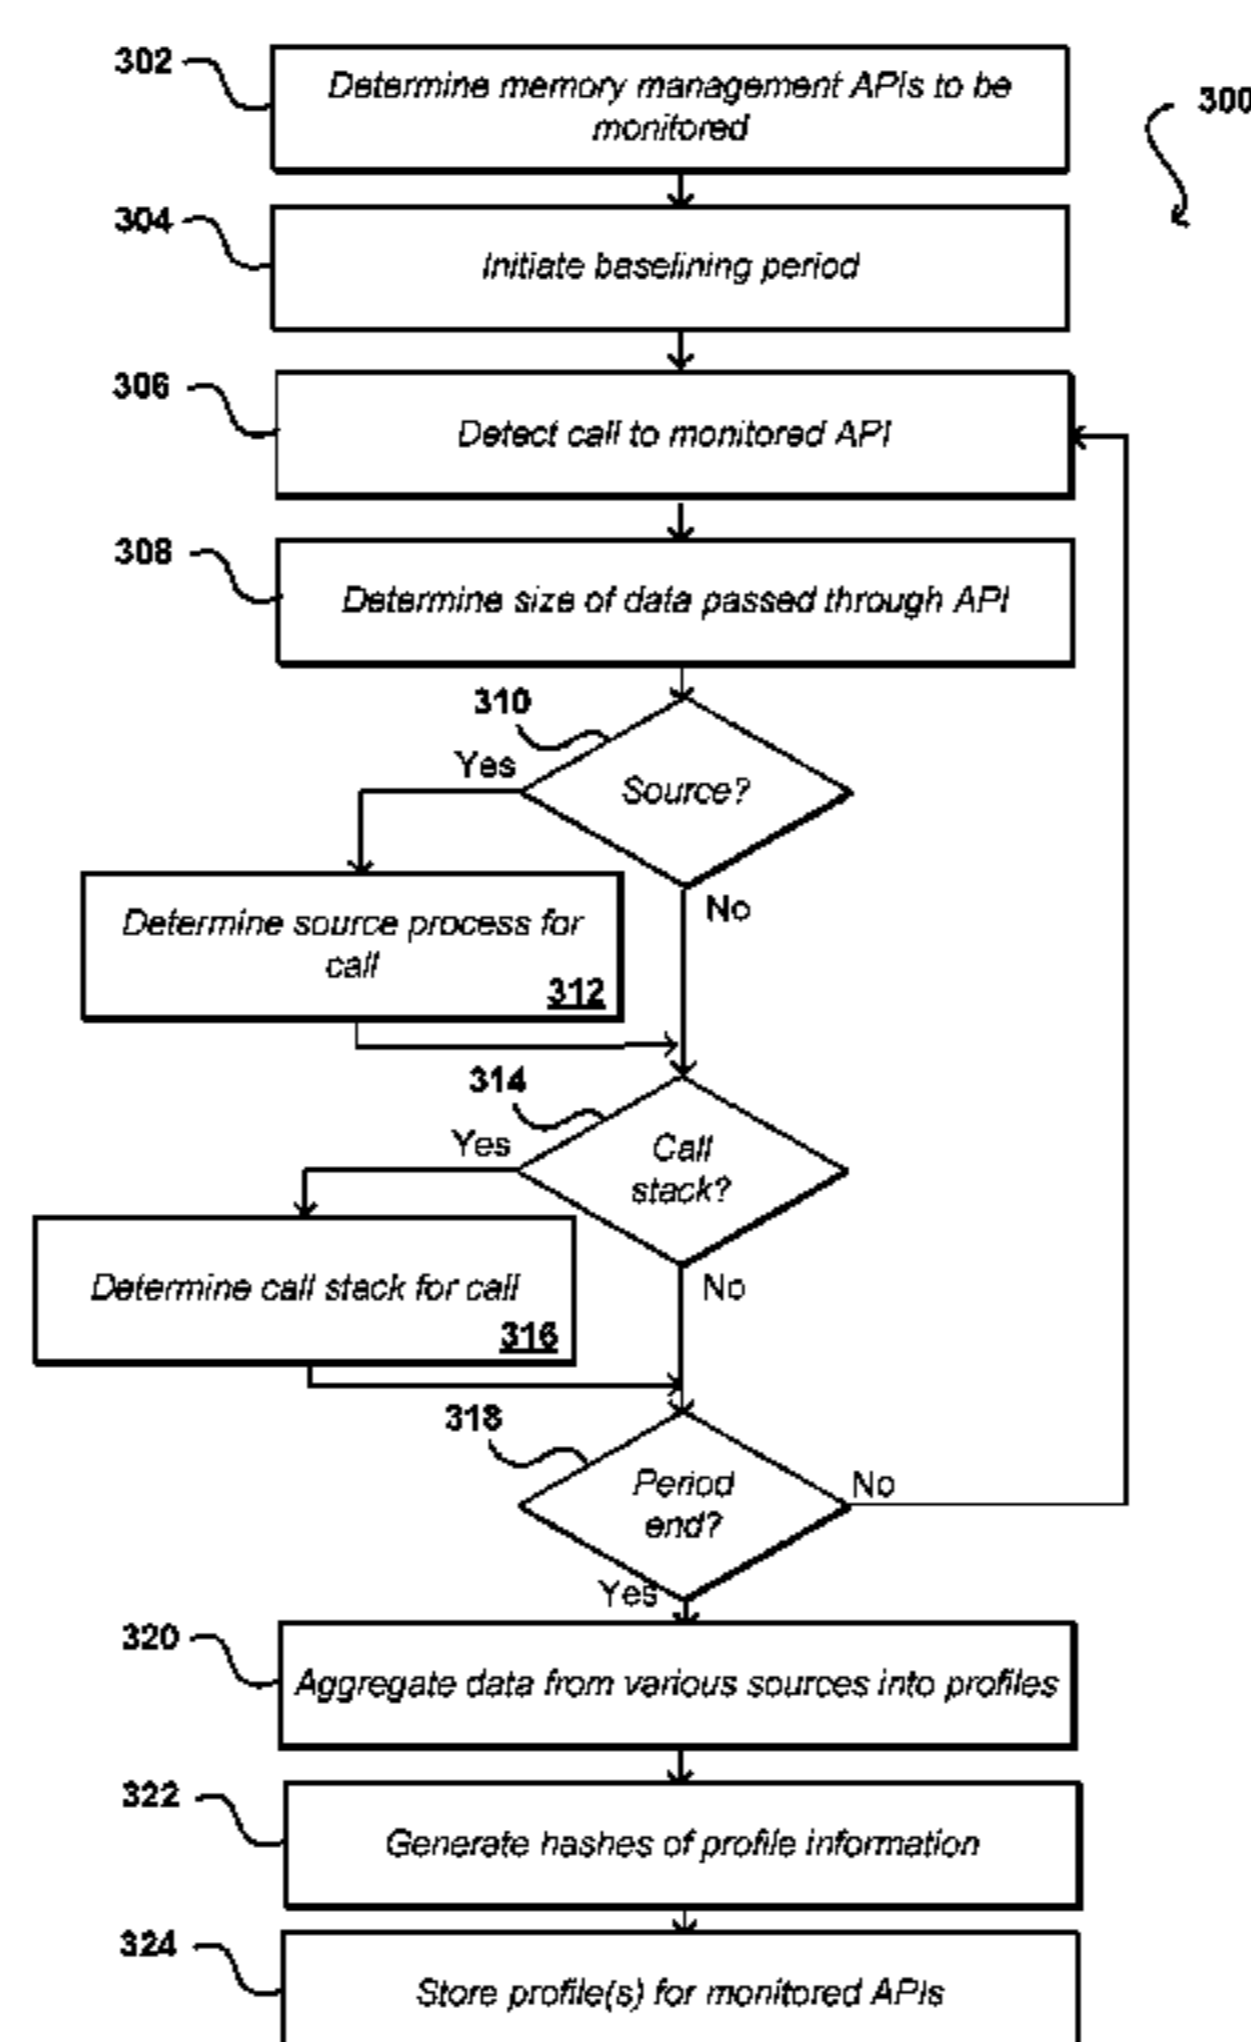 302
Determine memory management APIs to be
monitored
300
304
Initiate baselining period
306
Detect call to monitored API
308
Determine size of data passed through API
310
Yes
Source?
No
Determine source process for
call
312
314
Yes
Call
stack?
No
Determine call stack for call
316
318
Period
end?
No
Yes
320
Aggregate data from various sources into profiles
322
Generate hashes of profile information
324
Store profile(s) for monitored APIs